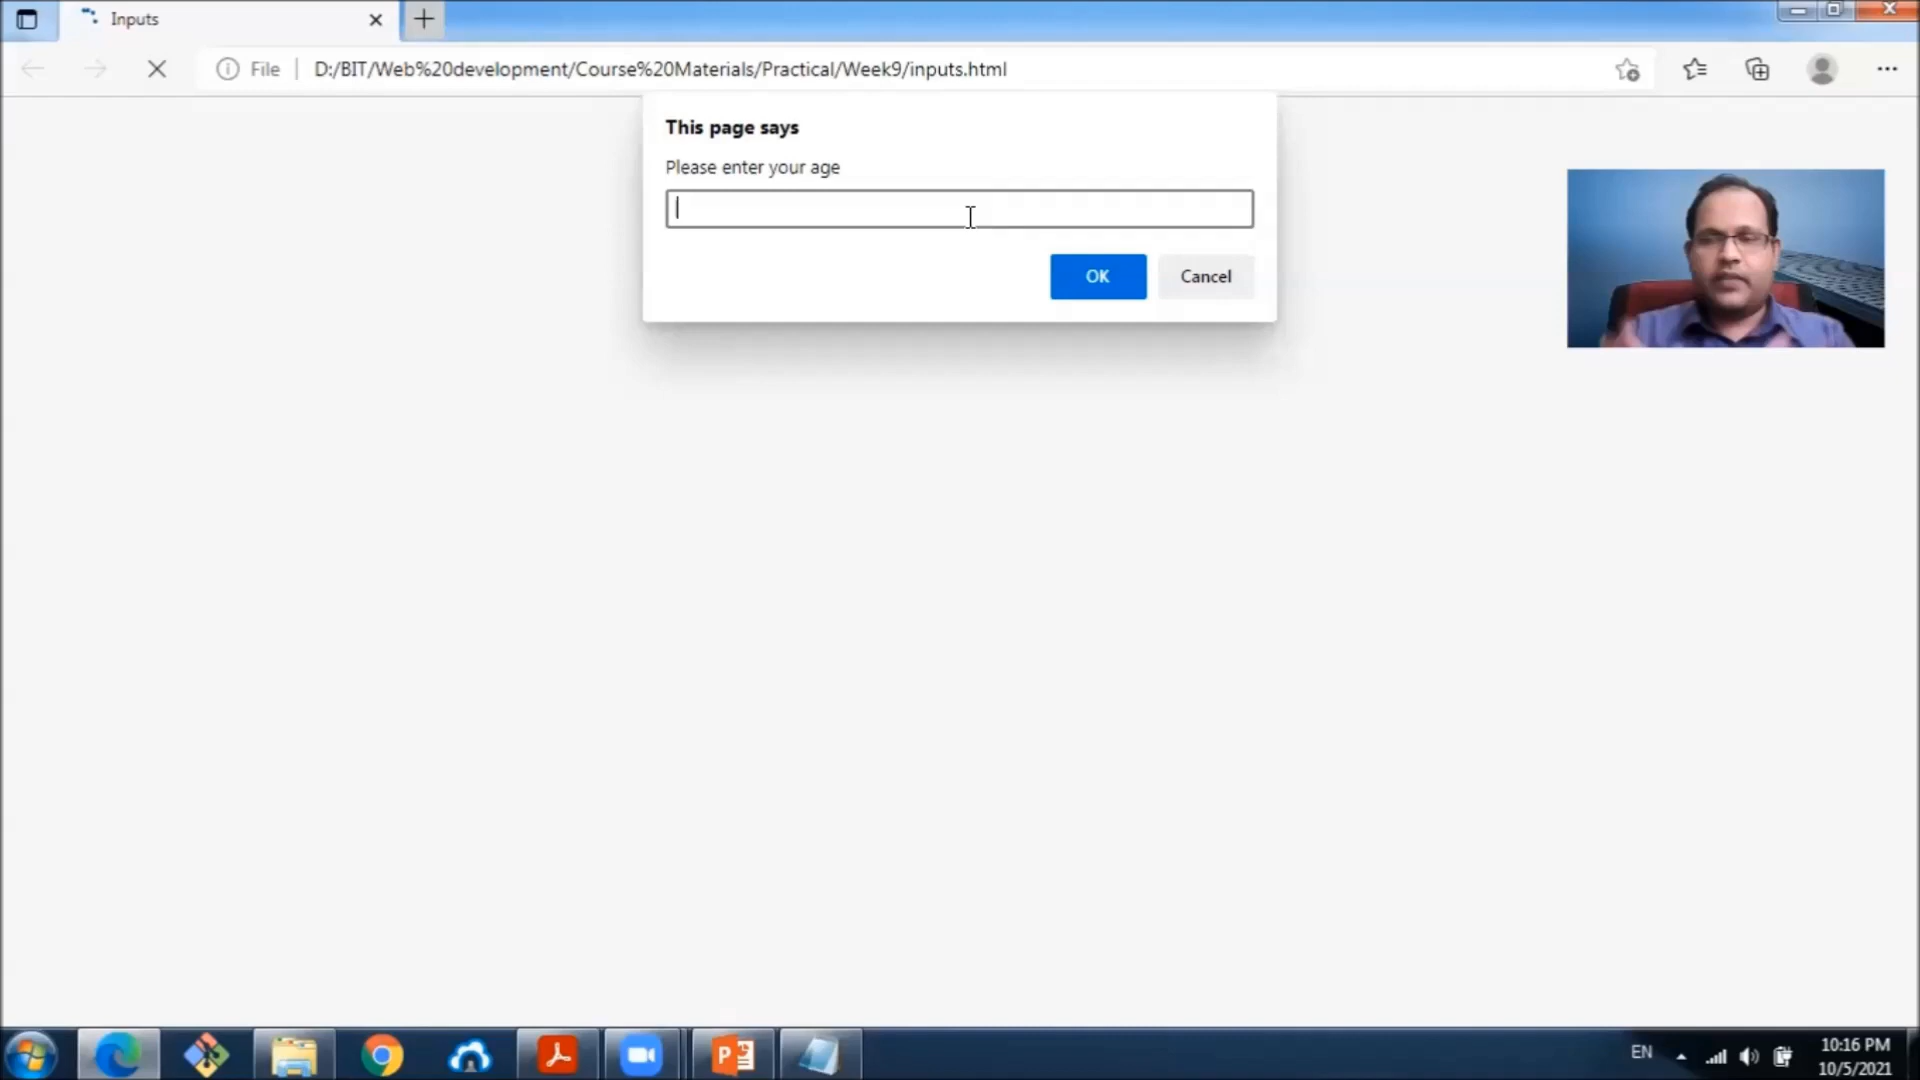 Inputs
File
D:/BIT/Web%20development/Course%20Materials/Practical/Week9/inputs.html
This page says
Please enter your age
OK
Cancel
EN
10:16 PM
10/5/2021